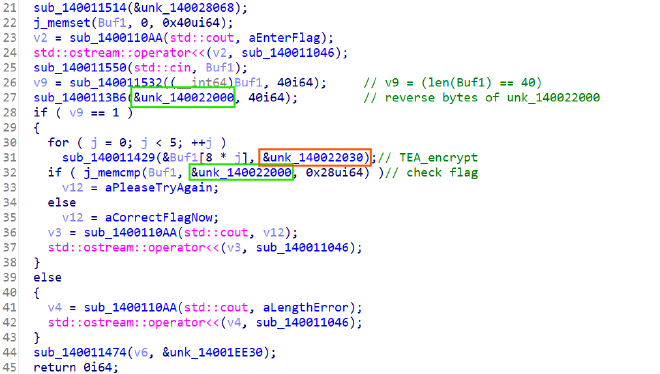 21 sub_140011514(&unk_140028068);
22 j_memset(Buf1, 0, 0x40ui64);
23 v2 = sub_1400110AA(std::cout, aEnterFlag);
24 std::ostream::operator<<(v2, sub_140011046);
25 sub_140011550(std::cin, Buf1);
26 v9 = sub_140011532((__int64)Buf1, 40i64); // v9 = (len(Buf1) == 40)
27 sub_1400113B6(&unk_140022000, 40i64); // reverse bytes of unk_140022000
28 if ( v9 == 1 )
29 {
30 for ( j = 0; j < 5; ++j )
31 sub_140011429(&Buf1[8 * j], &unk_140022030);// TEA_encrypt
32 if ( j_memcmp(Buf1, &unk_140022000, 0x28ui64) )// check flag
33 v12 = aPleaseTryAgain;
34 else
35 v12 = aCorrectFlagNow;
36 v3 = sub_1400110AA(std::cout, v12);
37 std::ostream::operator<<(v3, sub_140011046);
38 }
39 else
40 {
41 v4 = sub_1400110AA(std::cout, aLengthError);
42 std::ostream::operator<<(v4, sub_140011046);
43 }
44 sub_140011474(v6, &unk_14001EE30);
45 return 0i64;